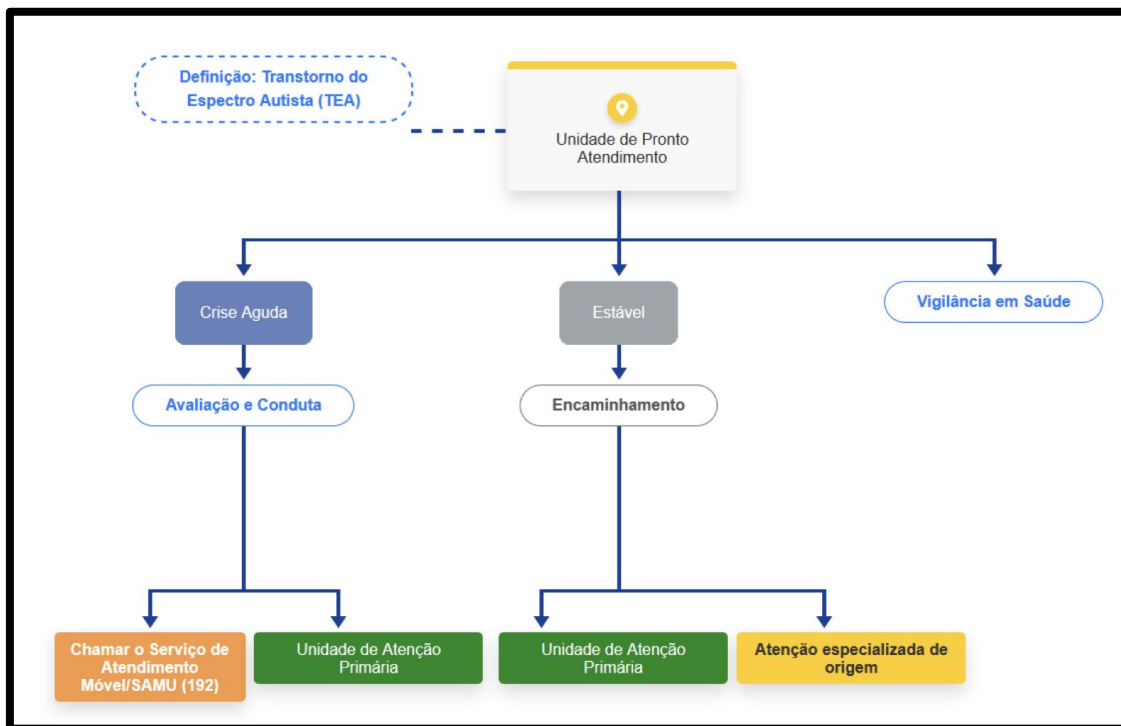 Definição: Transtorno do
Espectro Autista (TEA)
Unidade de Pronto
Atendimento
Crise Aguda
Estável
Vigilância em Saúde
Avaliação e Conduta
Encaminhamento
Chamar o Serviço de
Atendimento
Móvel/SAMU (192)
Unidade de Atenção
Primária
Unidade de Atenção
Primária
Atenção especializada de
origem